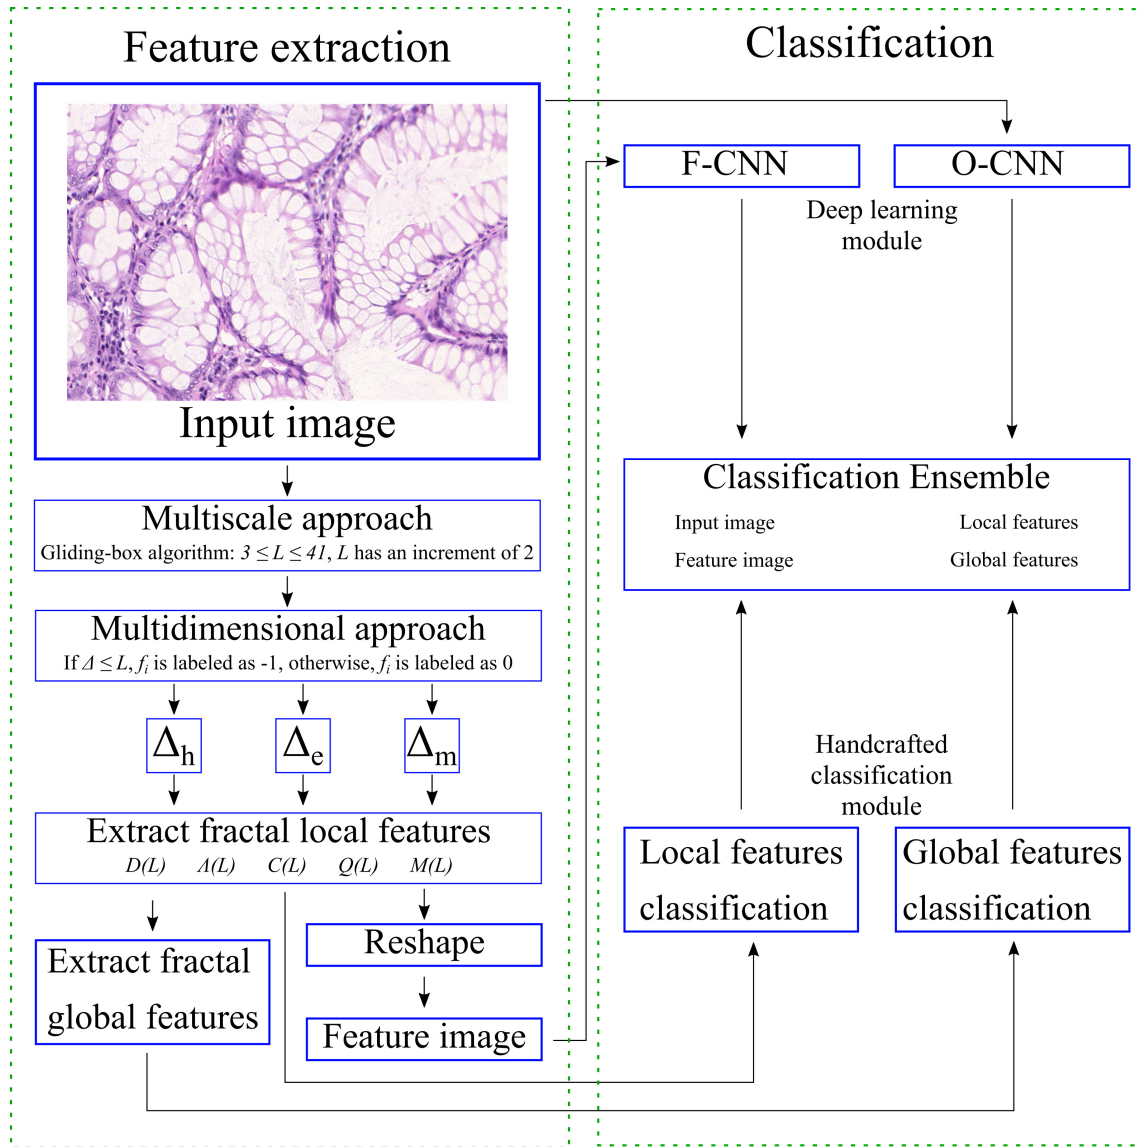 Feature extraction
Input image
Multiscale approach
Gliding-box algorithm: 3 ≤ L ≤ 41, L has an increment of 2
Multidimensional approach
If Δ ≤ L, fᵢ is labeled as -1, otherwise, fᵢ is labeled as 0
Δh
Δe
Δm
Extract fractal local features
D(L) Λ(L) C(L) Q(L) M(L)
Extract fractal
global features
Reshape
Feature image
Classification
F-CNN
O-CNN
Deep learning
module
Classification Ensemble
Input image
Local features
Feature image
Global features
Handcrafted
classification
module
Local features
classification
Global features
classification